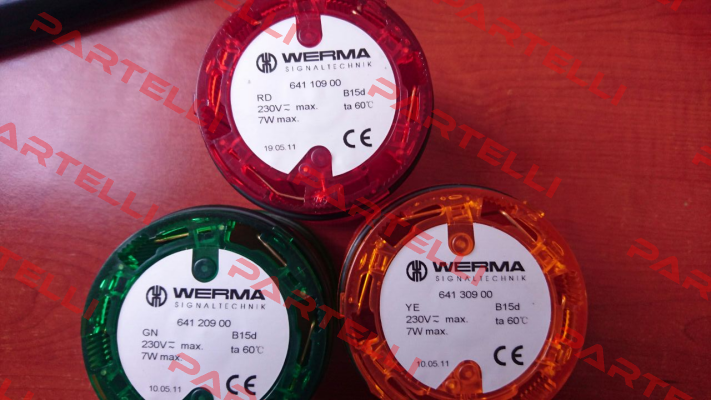 WERMA
SIGNALTECHNIK
641 109 00
RD B15d
230V⎓ max. ta 60℃
7W max.
19.05.11 CE
WERMA
SIGNALTECHNIK
641 209 00
GN B15d
230V⎓ max. ta 60℃
7W max.
10.05.11 CE
WERMA
SIGNALTECHNIK
641 309 00
YE B15d
230V⎓ max. ta 60℃
7W max.
10.05.11 CE
PARTELLI
PARTELLI
PARTELLI
PARTELLI
PARTELLI
PARTELLI